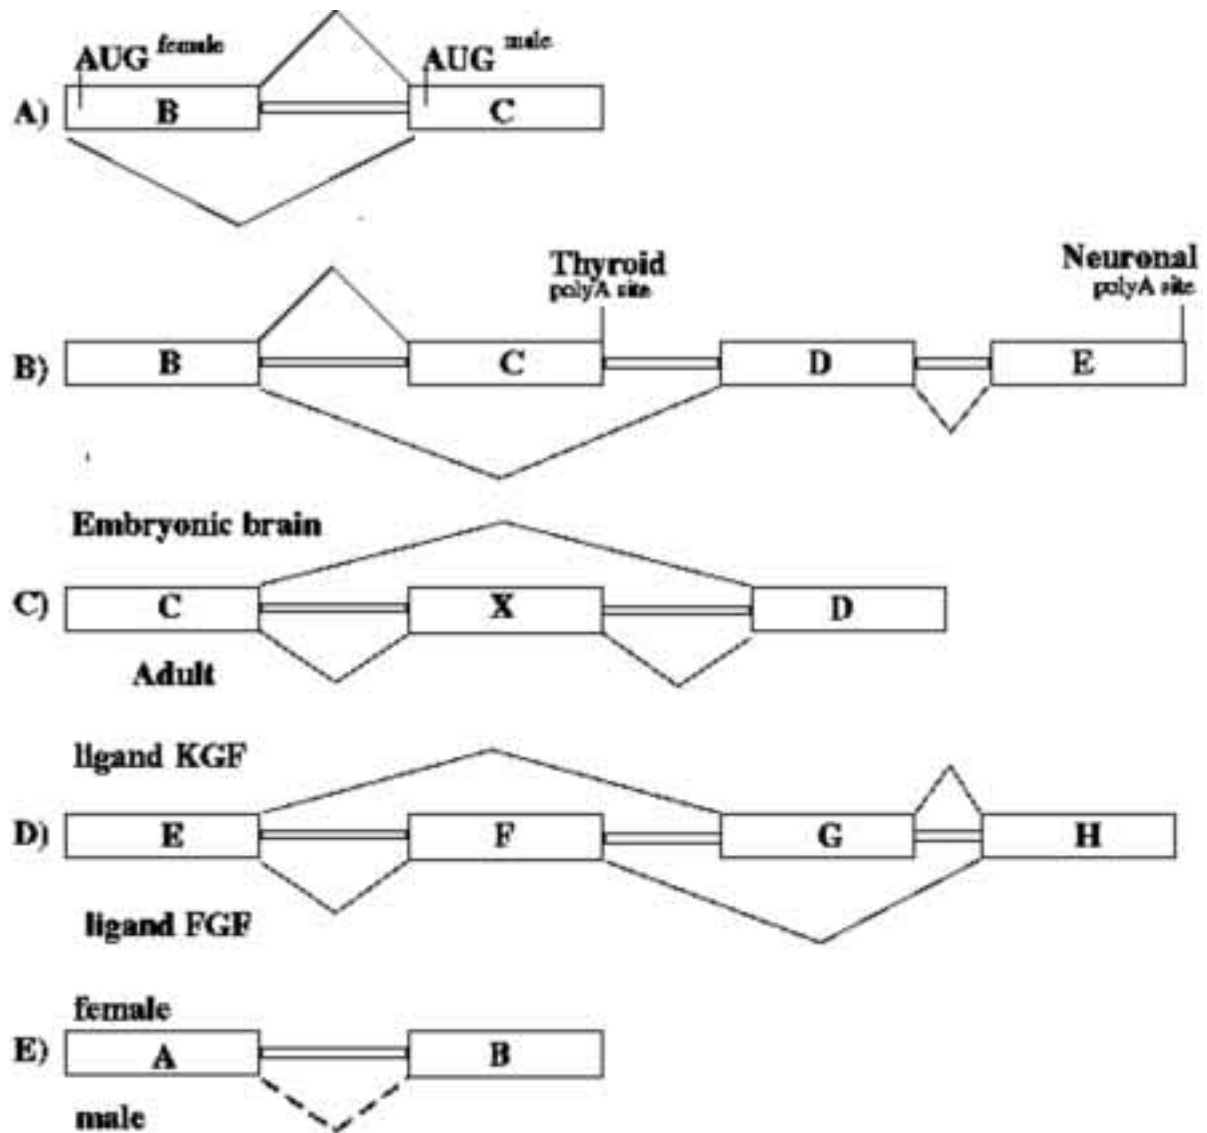 AUG female AUG male
A) B C
Thyroid Neuronal
polyA site polyA site
B) B C D E
Embryonic brain
C) C X D
Adult
ligand KGF
D) E F G H
ligand FGF
female
E) A B
male